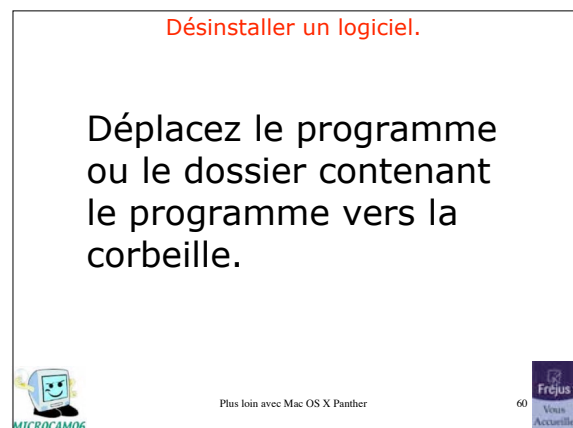 Désinstaller un logiciel.
Déplacez le programme
ou le dossier contenant
le programme vers la
corbeille.
MICROCAM06
Plus loin avec Mac OS X Panther
60
Fréjus
Vous
Accueille